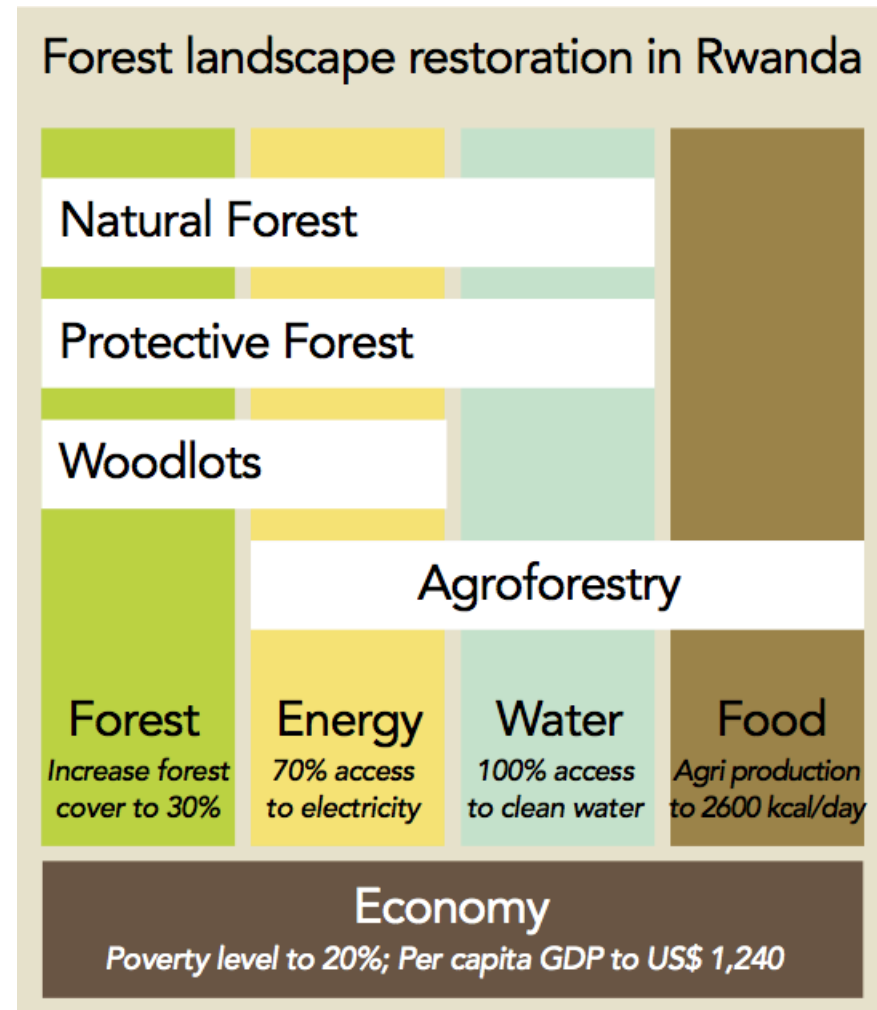 Forest landscape restoration in Rwanda
Natural Forest
Protective Forest
Woodlots
Agroforestry
Forest
Increase forest
cover to 30%
Energy
70% access
to electricity
Water
100% access
to clean water
Food
Agri production
to 2600 kcal/day
Economy
Poverty level to 20%; Per capita GDP to US$ 1,240